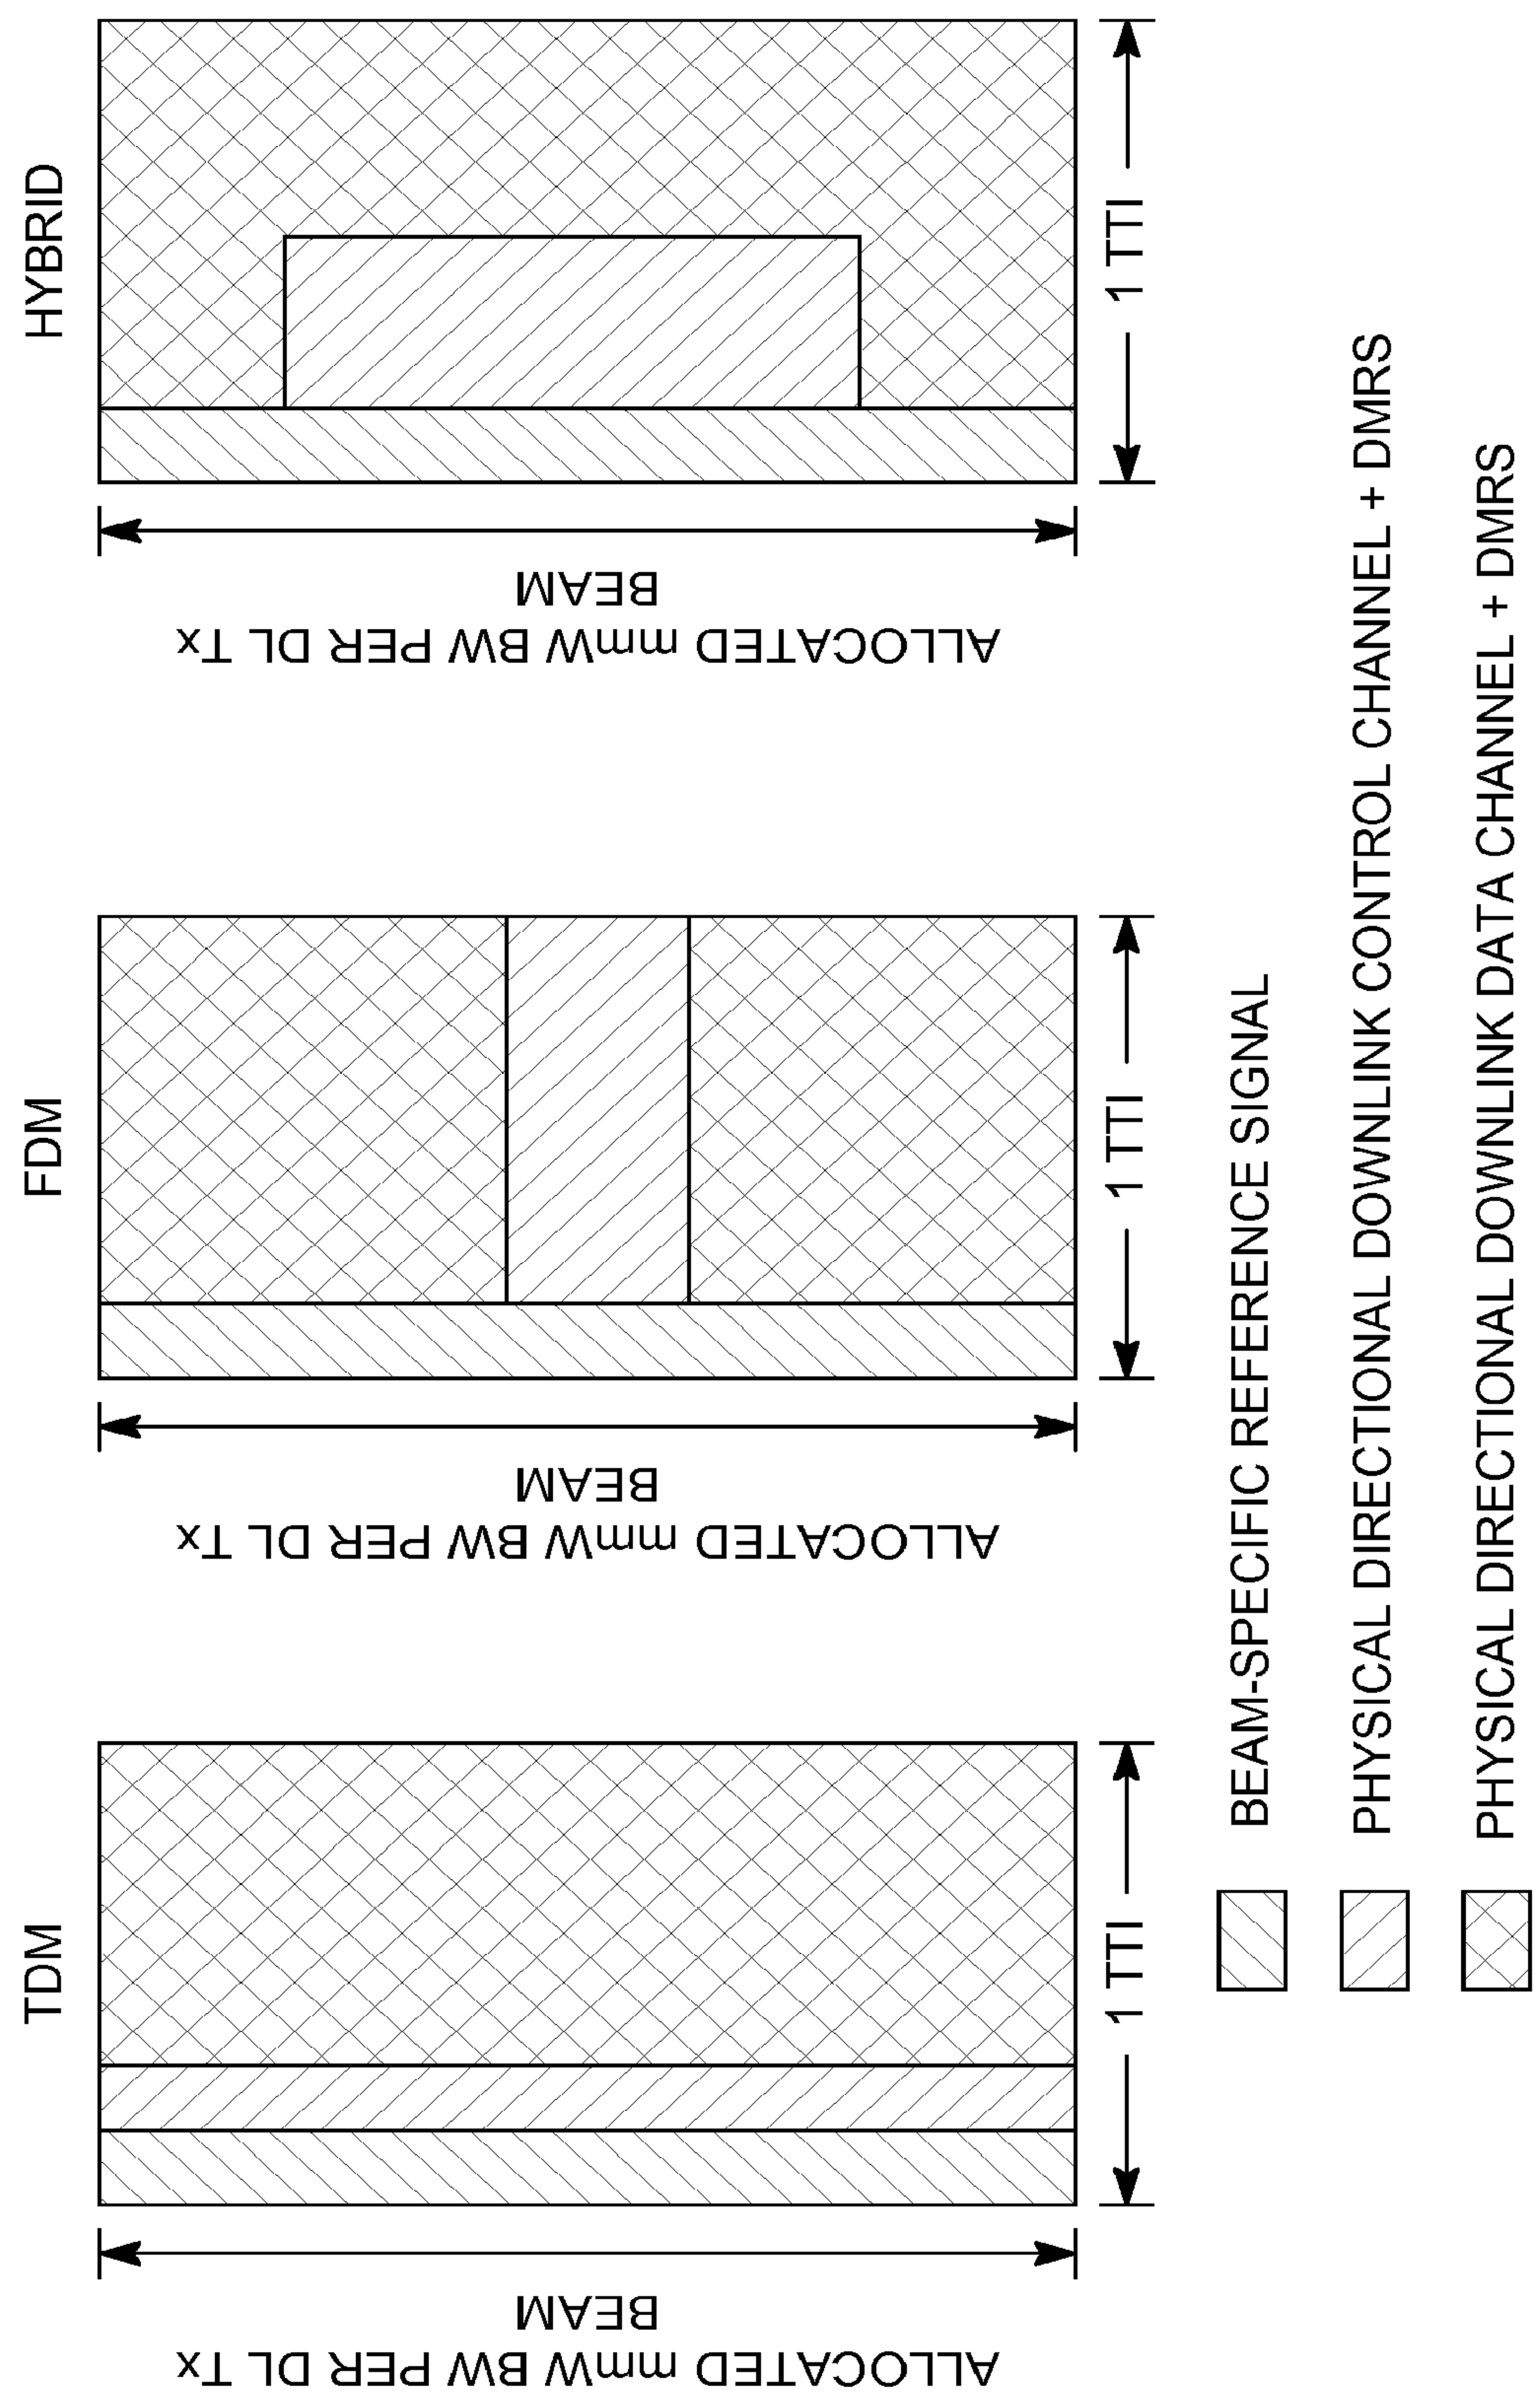 TDM
FDM
HYBRID
ALLOCATED mmW BW PER DL Tx
BEAM
ALLOCATED mmW BW PER DL Tx
BEAM
ALLOCATED mmW BW PER DL Tx
BEAM
1 TTI
1 TTI
1 TTI
BEAM-SPECIFIC REFERENCE SIGNAL
PHYSICAL DIRECTIONAL DOWNLINK CONTROL CHANNEL + DMRS
PHYSICAL DIRECTIONAL DOWNLINK DATA CHANNEL + DMRS